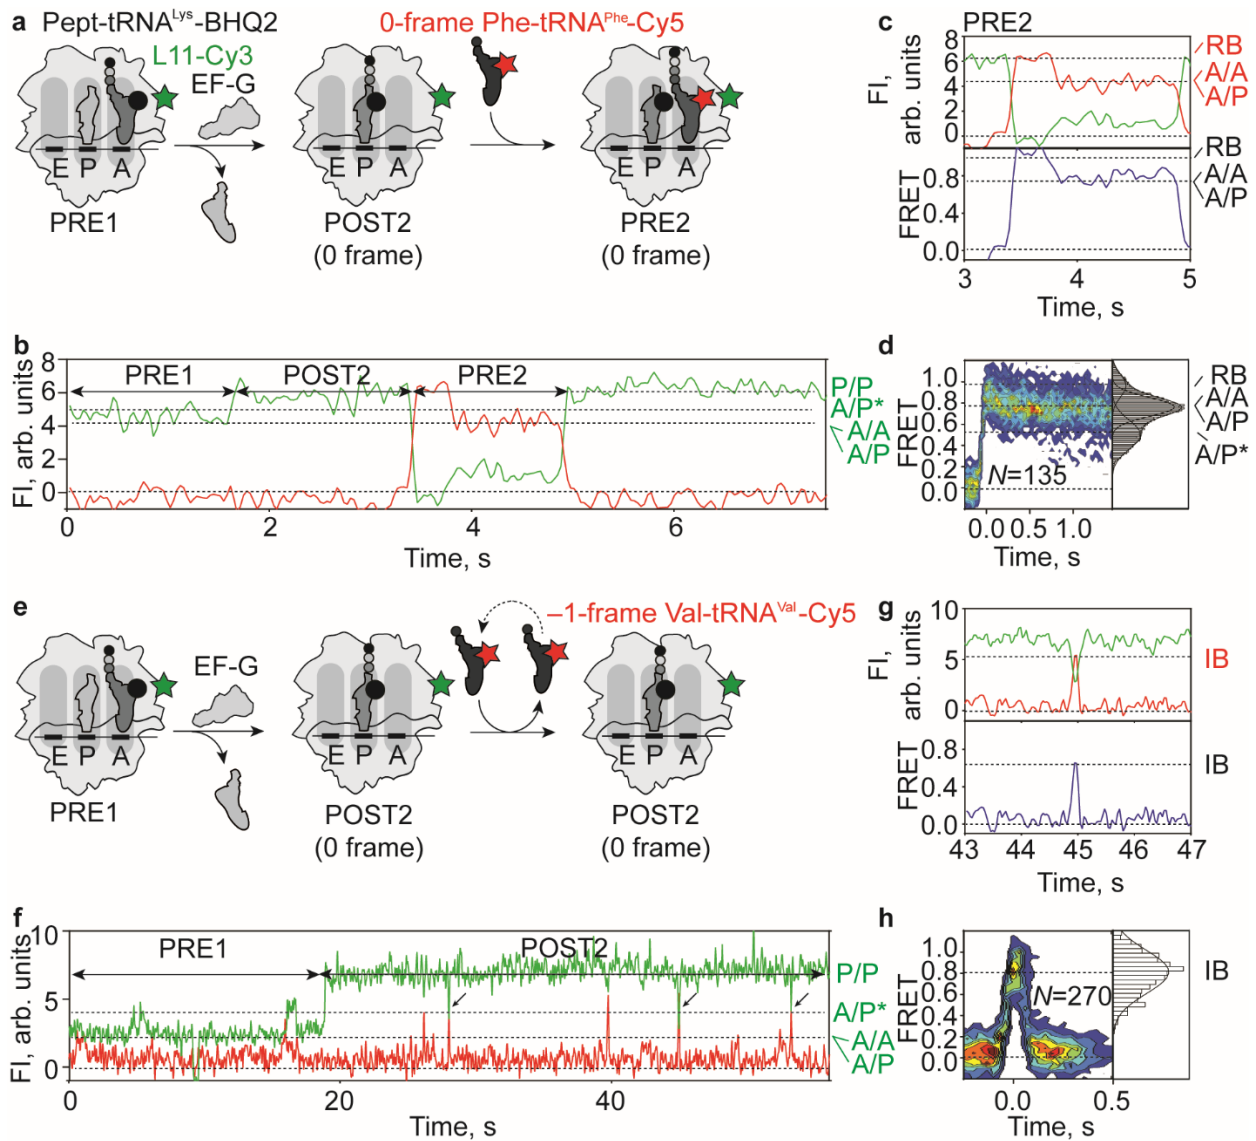 a Pept-tRNA^Lys-BHQ2
0-frame Phe-tRNA^Phe-Cy5
L11-Cy3
EF-G
E P A
E P A
E P A
PRE1
POST2
(0 frame)
PRE2
(0 frame)
c PRE2
FI,
arb. units
8
6
4
2
0
RB
A/A
A/P
FRET
0.8
0.4
0.0
RB
A/A
A/P
3 4 5
Time, s
b
FI, arb. units
8
6
4
2
0
PRE1 POST2 PRE2
P/P
A/P*
A/A
A/P
0 2 4 6
Time, s
d
FRET
1.0
0.8
0.6
0.4
0.2
0.0
N=135
RB
A/A
A/P
A/P*
0.0 0.5 1.0
Time, s
e
–1-frame Val-tRNA^Val-Cy5
EF-G
E P A
E P A
E P A
PRE1
POST2
(0 frame)
POST2
(0 frame)
g
FI,
arb. units
10
5
0
IB
FRET
0.8
0.4
0.0
IB
43 44 45 46 47
Time, s
f
FI, arb. units
10
5
0
PRE1 POST2
P/P
A/P*
A/A
A/P
0 20 40
Time, s
h
FRET
1.0
0.8
0.6
0.4
0.2
0.0
N=270
IB
0.0 0.5
Time, s